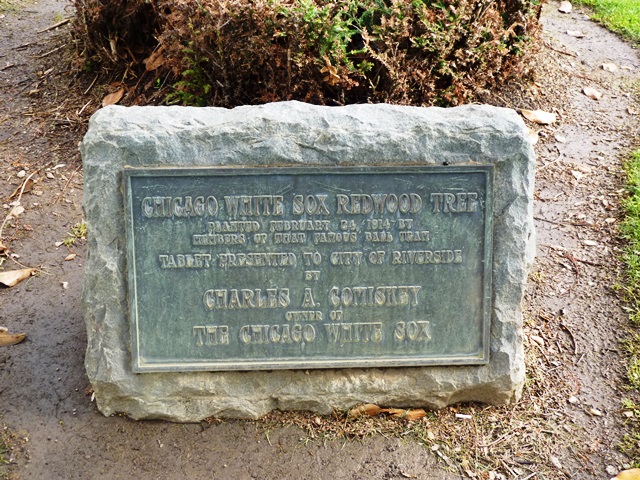 CHICAGO WHITE SOX REDWOOD TREE
PLANTED FEBRUARY 24, 1914 BY
MEMBERS OF THAT FAMOUS BALL TEAM
TABLET PRESENTED TO CITY OF RIVERSIDE
BY
CHARLES A. COMISKEY
OWNER OF
THE CHICAGO WHITE SOX